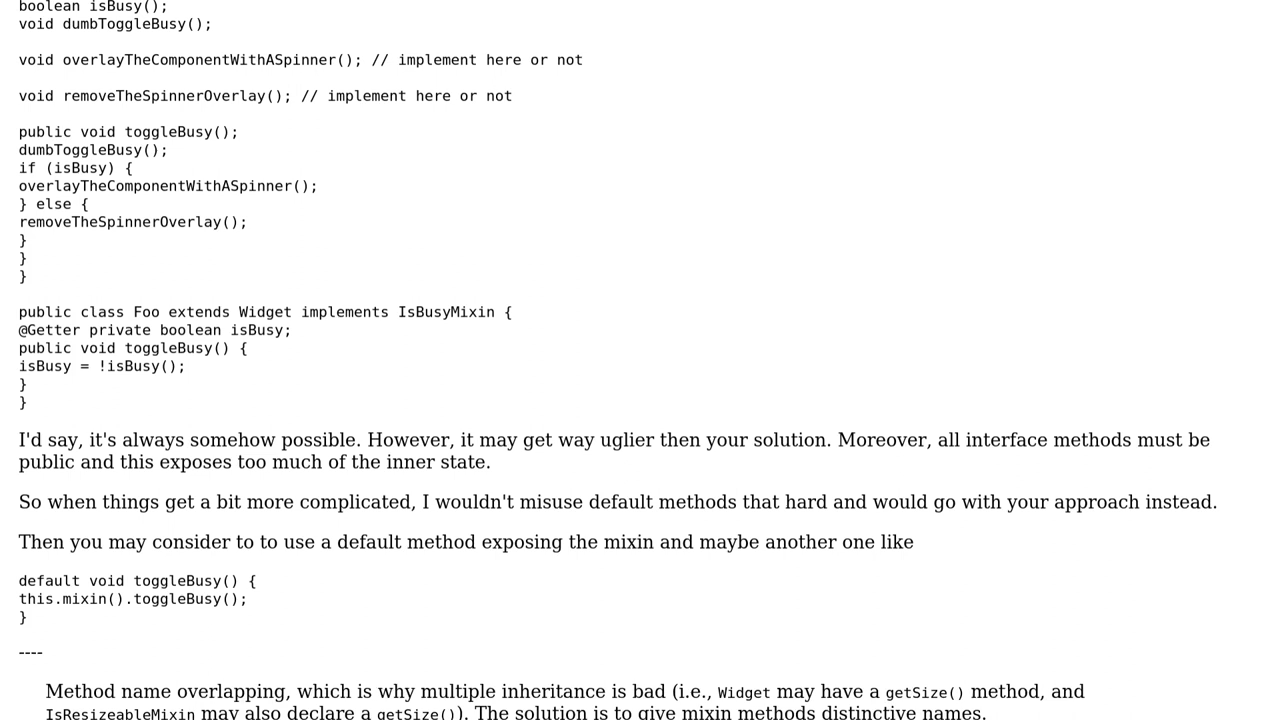 boolean isBusy();
void dumbToggleBusy();
void overlayTheComponentWithASpinner(); // implement here or not
void removeTheSpinnerOverlay(); // implement here or not
public void toggleBusy();
dumbToggleBusy();
if (isBusy) {
overlayTheComponentWithASpinner();
} else {
removeTheSpinnerOverlay();
}
}
}
public class Foo extends Widget implements IsBusyMixin {
@Getter private boolean isBusy;
public void toggleBusy() {
isBusy = !isBusy();
}
}
I'd say, it's always somehow possible. However, it may get way uglier then your solution. Moreover, all interface methods must be
public and this exposes too much of the inner state.
So when things get a bit more complicated, I wouldn't misuse default methods that hard and would go with your approach instead.
Then you may consider to to use a default method exposing the mixin and maybe another one like
default void toggleBusy() {
this.mixin().toggleBusy();
}
----
Method name overlapping, which is why multiple inheritance is bad (i.e., Widget may have a getSize() method, and
IsResizeableMixin may also declare a getSize()). The solution is to give mixin methods distinctive names.